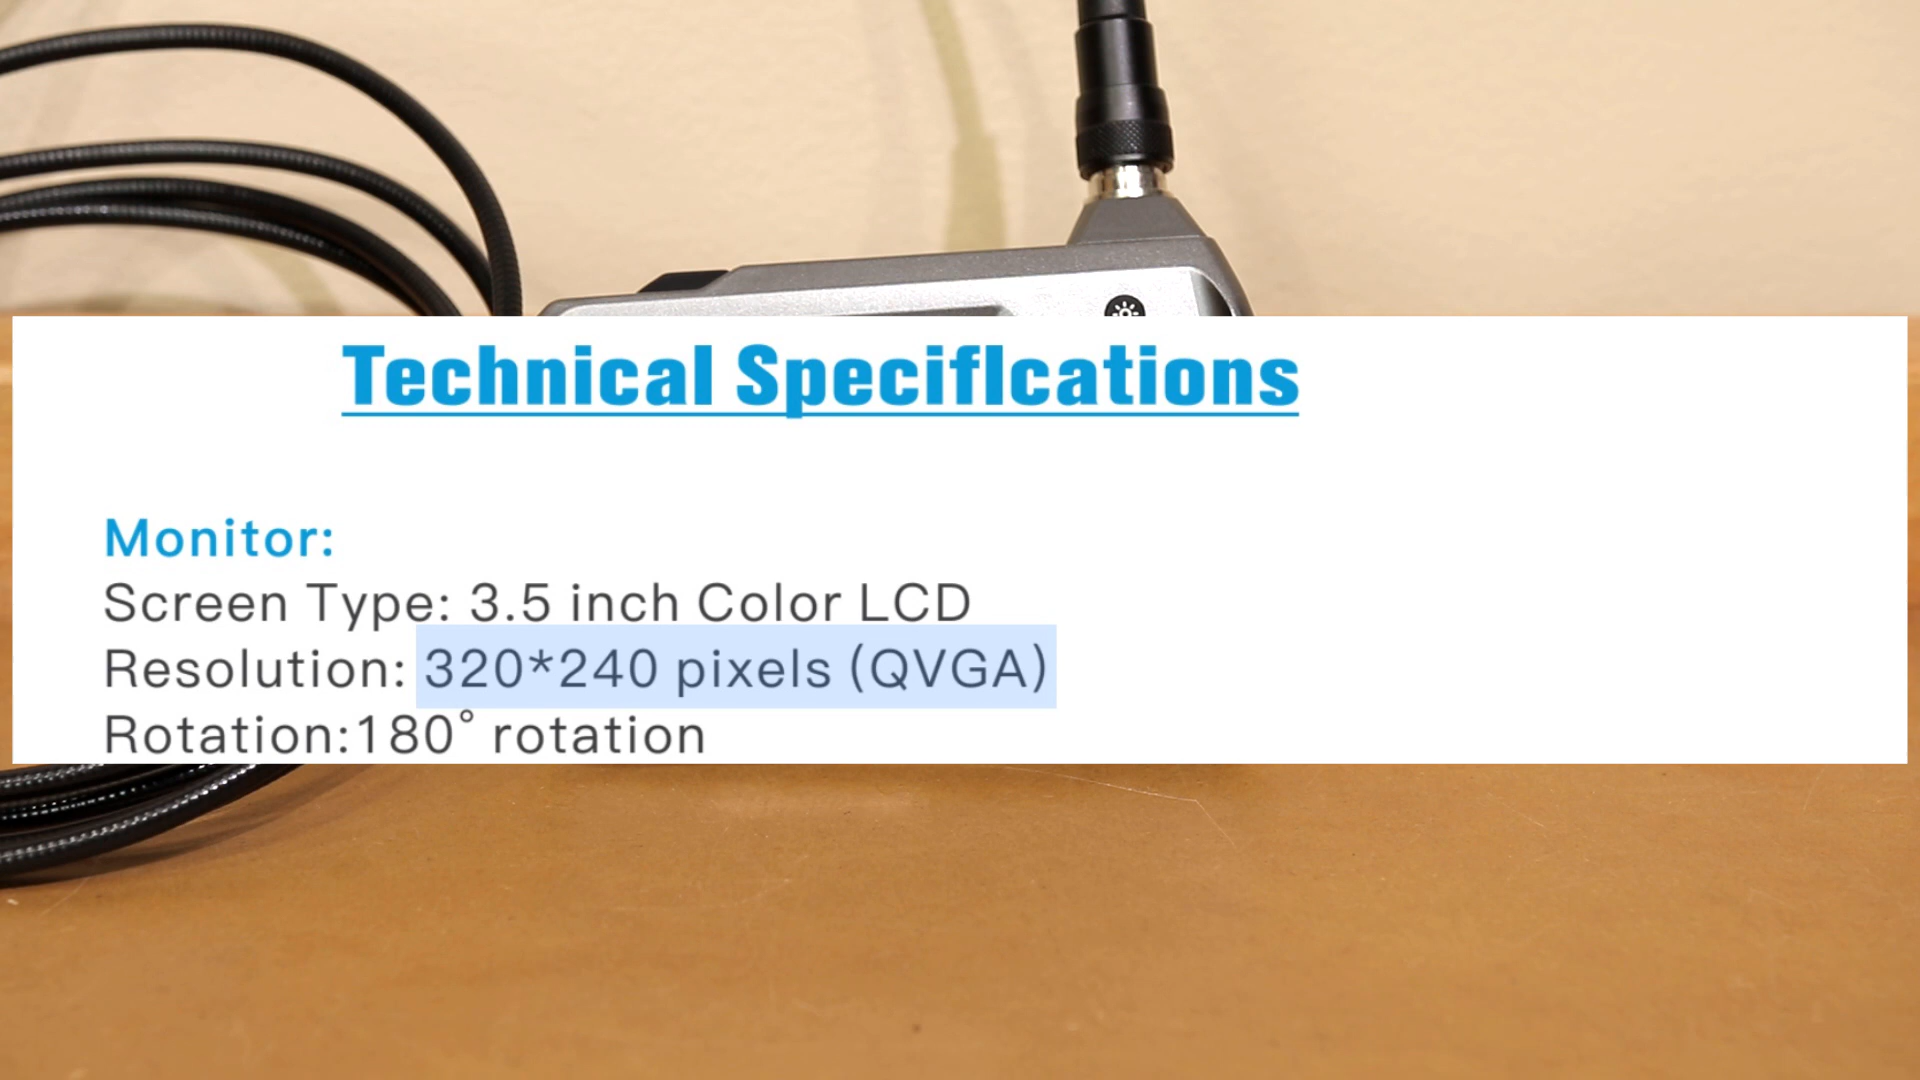 Technical Speciflcations
Monitor:
Screen Type: 3.5 inch Color LCD
Resolution: 320*240 pixels (QVGA)
Rotation:180° rotation